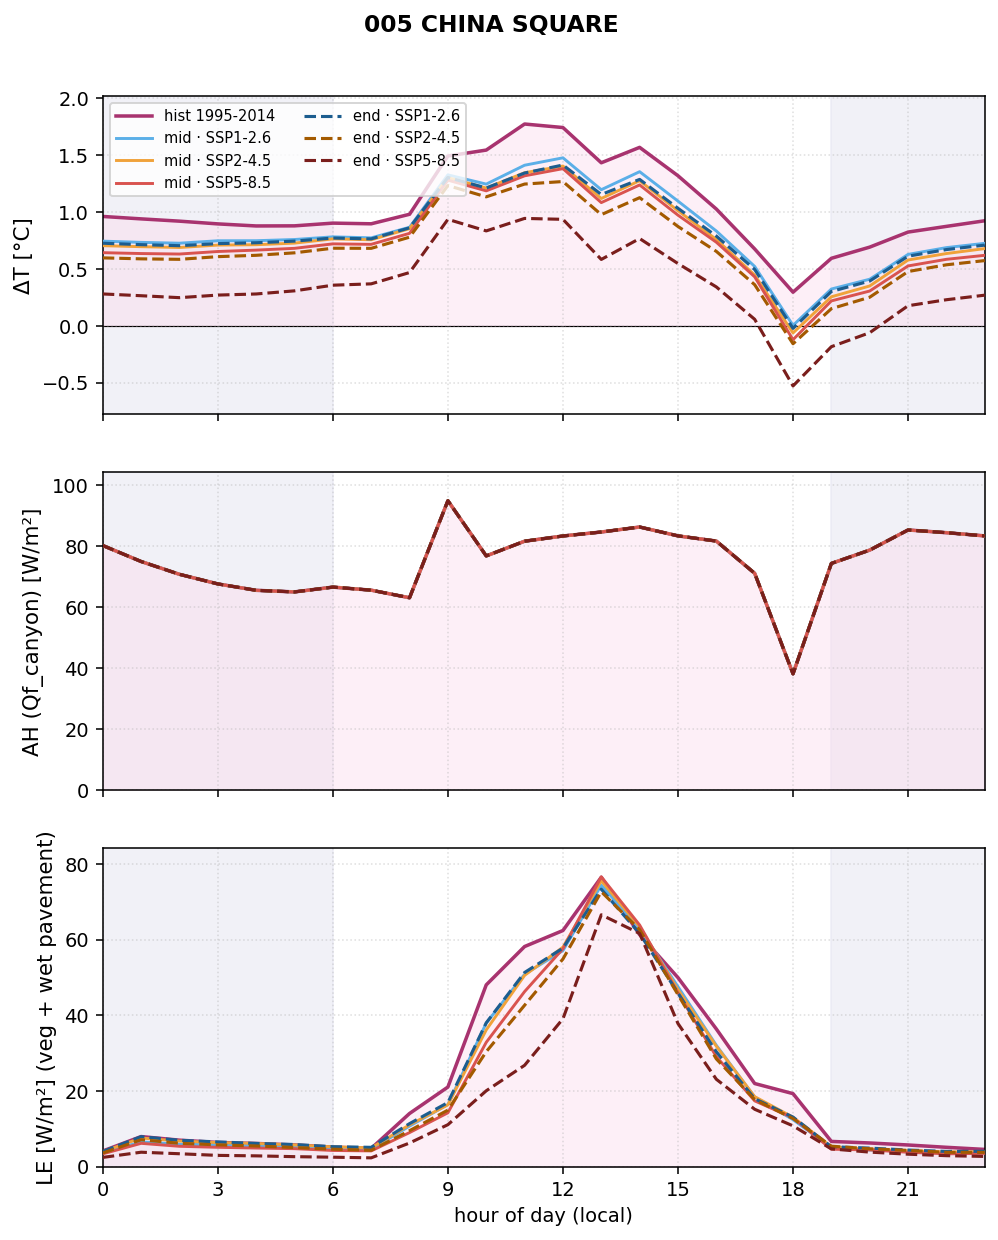 005 CHINA SQUARE
ΔT [°C]
2.0
1.5
1.0
0.5
0.0
−0.5
hist 1995-2014
mid · SSP1-2.6
mid · SSP2-4.5
mid · SSP5-8.5
end · SSP1-2.6
end · SSP2-4.5
end · SSP5-8.5
AH (Qf_canyon) [W/m²]
100
80
60
40
20
0
LE [W/m²] (veg + wet pavement)
80
60
40
20
0
0 3 6 9 12 15 18 21
hour of day (local)